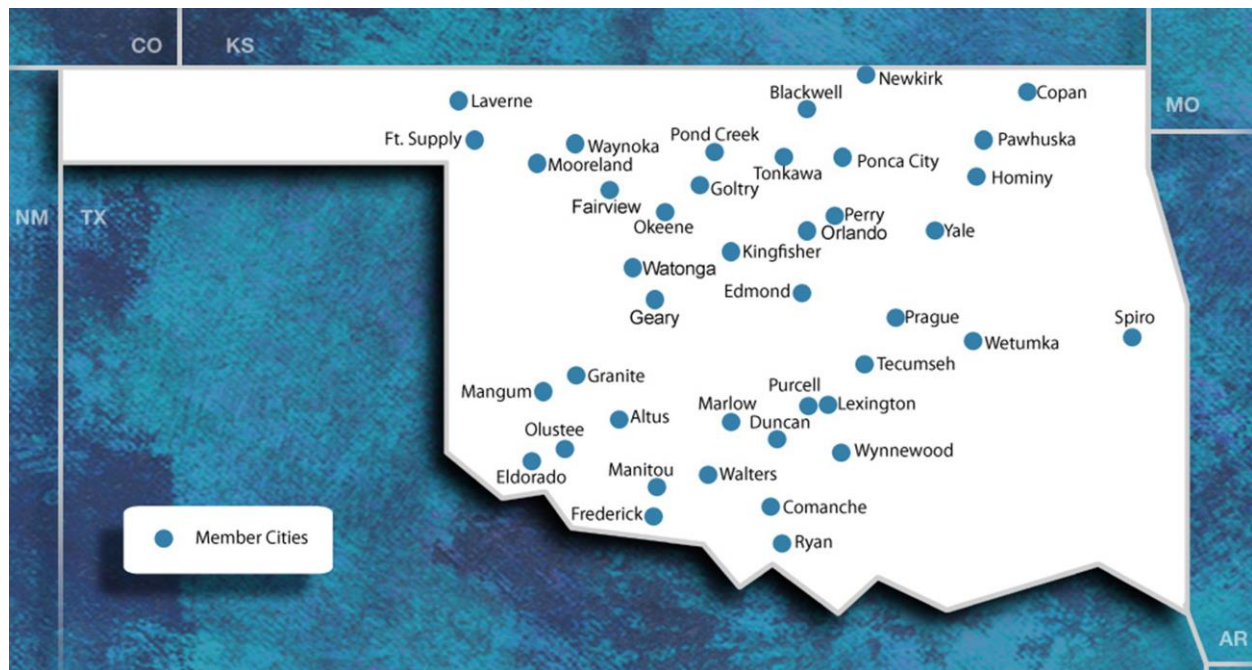 CO
KS
MO
NM
TX
AR
Newkirk
Blackwell
Copan
Laverne
Ft. Supply
Waynoka
Pond Creek
Pawhuska
Mooreland
Tonkawa
Ponca City
Hominy
Goltry
Fairview
Okeene
Perry
Orlando
Yale
Kingfisher
Watonga
Edmond
Geary
Prague
Spiro
Wetumka
Tecumseh
Granite
Mangum
Purcell
Lexington
Marlow
Altus
Duncan
Olustee
Wynnewood
Eldorado
Manitou
Walters
Frederick
Comanche
Ryan
Member Cities